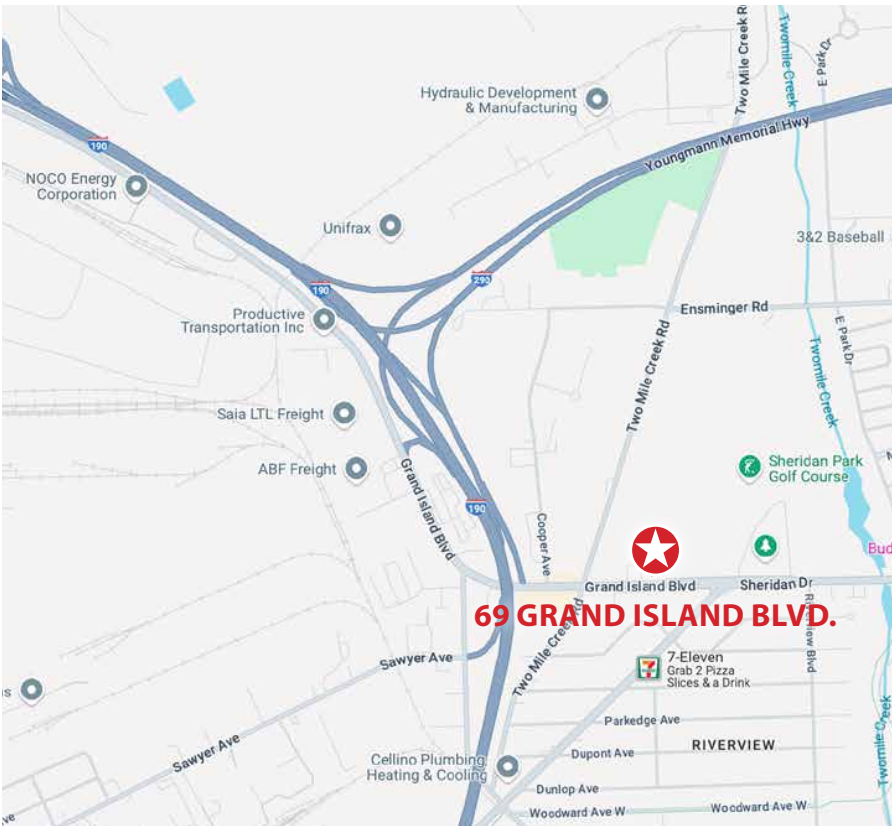 Two Mile Creek R
Twomile Creek
E Park Dr
Hydraulic Development
& Manufacturing
Youngmann Memorial Hwy
190
NOCO Energy
Corporation
Unifrax
3&2 Baseball
190
290
Productive
Transportation Inc
Ensminger Rd
E Park Dr
Two Mile Creek Rd
Twomile Creek
Saia LTL Freight
ABF Freight
Sheridan Park
Golf Course
N
Grand Island Blvd
190
Cooper Ave
Bud
Grand Island Blvd
Sheridan Dr
69 GRAND ISLAND BLVD.
Two Mile Creek Rd
Riverview Blvd
Sawyer Ave
7-Eleven
Grab 2 Pizza
Slices & a Drink
s
Parkedge Ave
RIVERVIEW
Sawyer Ave
Dupont Ave
Cellino Plumbing,
Heating & Cooling
Twomile Creek
Dunlop Ave
Woodward Ave W
Woodward Ave W
ve